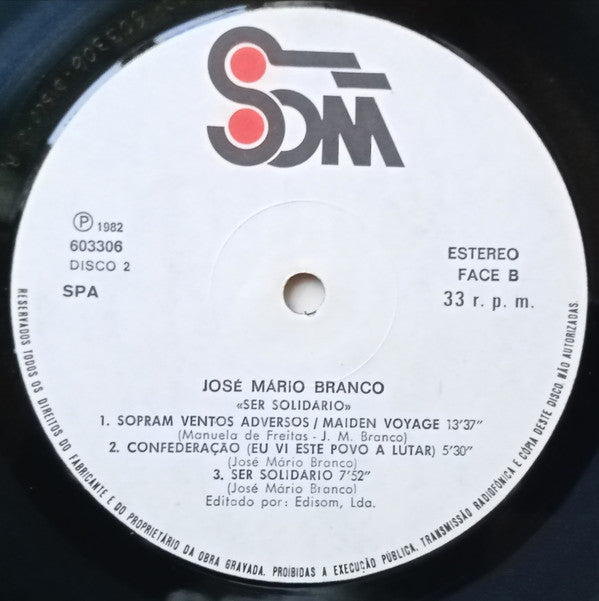 SOM
Ⓟ 1982
603306
DISCO 2
SPA
ESTEREO
FACE B
33 r. p. m.
JOSÉ MÁRIO BRANCO
«SER SOLIDÁRIO»
1. SOPRAM VENTOS ADVERSOS / MAIDEN VOYAGE 13'37"
(Manuela de Freitas - J. M. Branco)
2. CONFEDERAÇÃO (EU VI ESTE POVO A LUTAR) 5'30"
(José Mário Branco)
3. SER SOLIDÁRIO 7'52"
(José Mário Branco)
Editado por: Edisom, Lda.
RESERVADOS TODOS OS DIREITOS DO FABRICANTE E DO PROPRIETÁRIO DA OBRA GRAVADA. PROIBIDAS A EXECUÇÃO PÚBLICA, TRANSMISSÃO RADIOFÓNICA E CÓPIA DESTE DISCO, NÃO AUTORIZADAS.